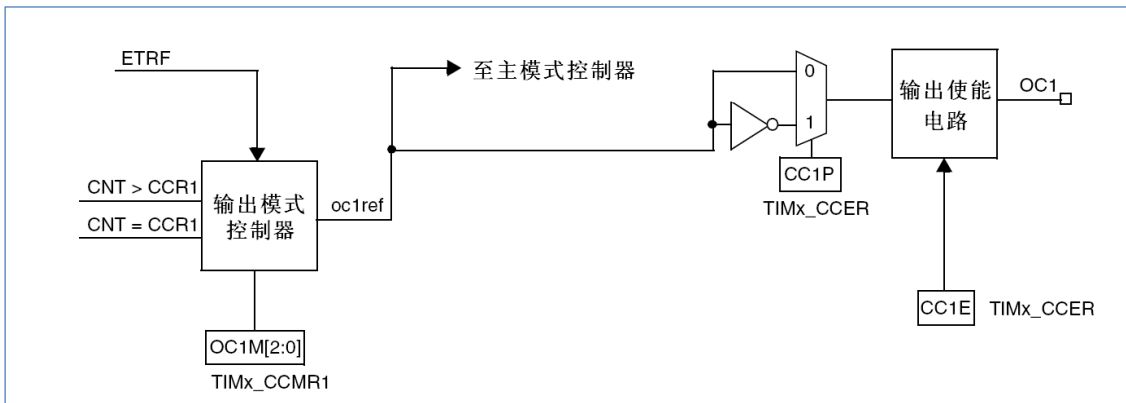 ETRF
至主模式控制器
0
1
CC1P
TIMx_CCER
输出使能
电路
OC1
CNT > CCR1
CNT = CCR1
输出模式
控制器
oc1ref
OC1M[2:0]
TIMx_CCMR1
CC1E
TIMx_CCER